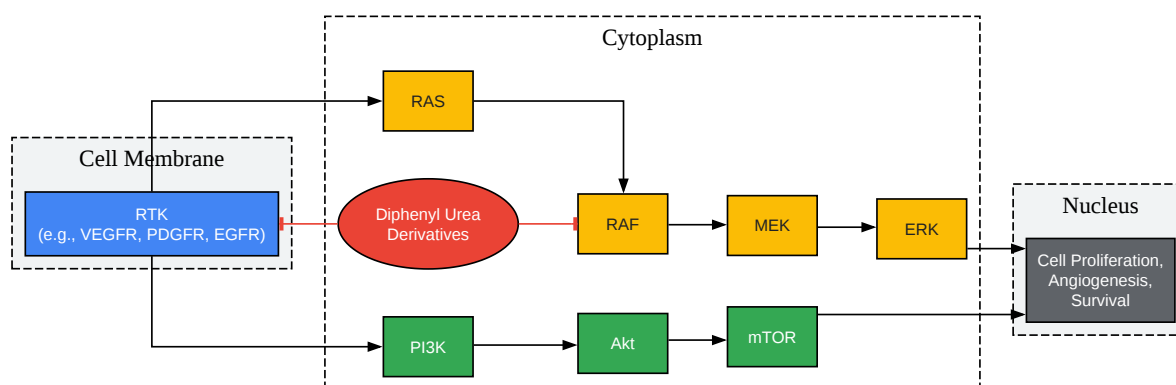 Cytoplasm
RAS
Cell Membrane
RTK
(e.g., VEGFR, PDGFR, EGFR)
Diphenyl Urea
Derivatives
RAF
MEK
ERK
Nucleus
Cell Proliferation,
Angiogenesis,
Survival
PI3K
Akt
mTOR